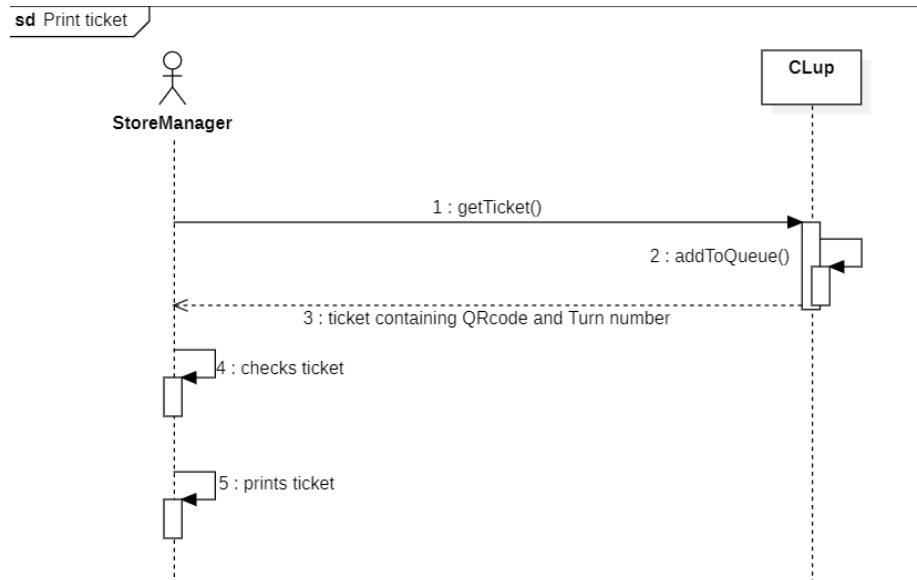 sd Print ticket
StoreManager
CLup
1 : getTicket()
2 : addToQueue()
3 : ticket containing QRcode and Turn number
4 : checks ticket
5 : prints ticket